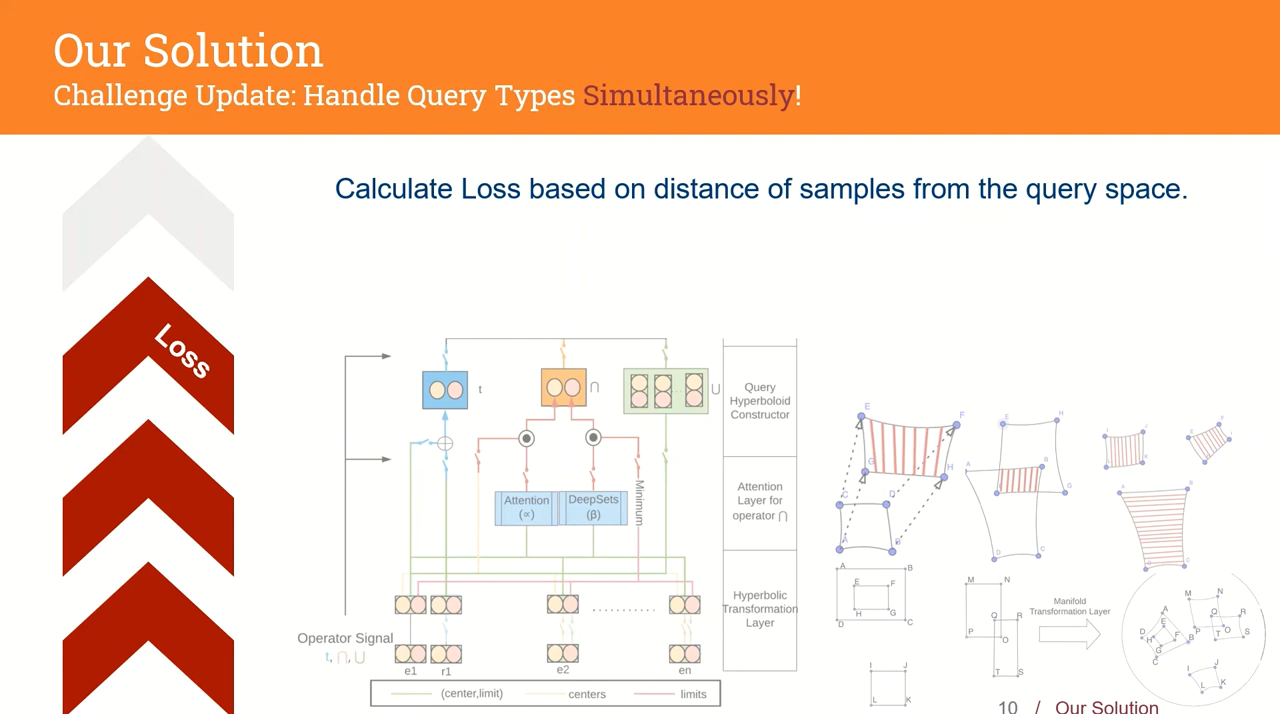 Our Solution
Challenge Update: Handle Query Types Simultaneously!
Calculate Loss based on distance of samples from the query space.
Loss
t
∩
U
Query
Hyperboloid
Constructor
Attention
(∝)
DeepSets
(β)
Minimum
Attention
Layer for
operator ∩
Hyperbolic
Transformation
Layer
Operator Signal
t, ∩, U
e1
r1
e2
en
(center,limit)
centers
limits
E
F
G
H
C
D
A
B
E
H
A
B
G
D
C
A
B
E
F
H
G
D
C
M
N
Q
R
P
O
T
S
I
J
L
K
Manifold
Transformation Layer
M
N
A
Q
R
E
D
P
O
F
H
B
T
S
G
C
I
J
L
K
10 / Our Solution